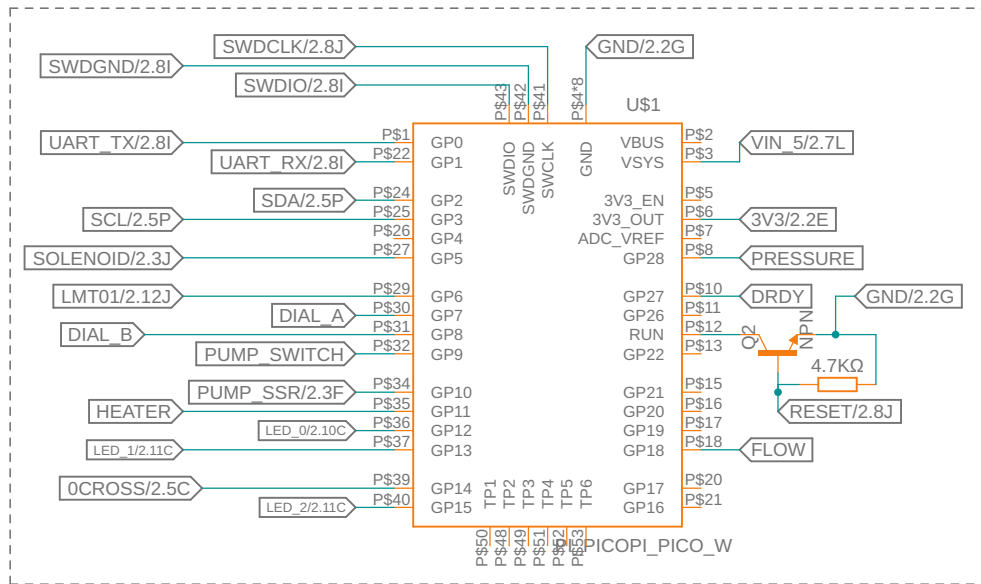 SWDCLK/2.8J
GND/2.2G
SWDGND/2.8I
SWDIO/2.8I
P$43
P$42
P$41
P$4*8
U$1
UART_TX/2.8I
P$1
GP0
SWDIO
SWDGND
SWCLK
GND
VBUS
P$2
VIN_5/2.7L
UART_RX/2.8I
P$22
GP1
VSYS
P$3
SDA/2.5P
P$24
GP2
3V3_EN
P$5
SCL/2.5P
P$25
GP3
3V3_OUT
P$6
3V3/2.2E
P$26
GP4
ADC_VREF
P$7
SOLENOID/2.3J
P$27
GP5
GP28
P$8
PRESSURE
LMT01/2.12J
P$29
GP6
GP27
P$10
DRDY
GND/2.2G
DIAL_A
P$30
GP7
GP26
P$11
DIAL_B
P$31
GP8
RUN
P$12
Q2
NPN
PUMP_SWITCH
P$32
GP9
GP22
P$13
4.7KΩ
PUMP_SSR/2.3F
P$34
GP10
GP21
P$15
HEATER
P$35
GP11
GP20
P$16
RESET/2.8J
LED_0/2.10C
P$36
GP12
GP19
P$17
LED_1/2.11C
P$37
GP13
GP18
P$18
FLOW
0CROSS/2.5C
P$39
GP14
TP1
TP2
TP3
TP4
TP5
TP6
GP17
P$20
LED_2/2.11C
P$40
GP15
GP16
P$21
P$50
P$48
P$49
P$51
P$52
P$53
PICOPI_PICO_W